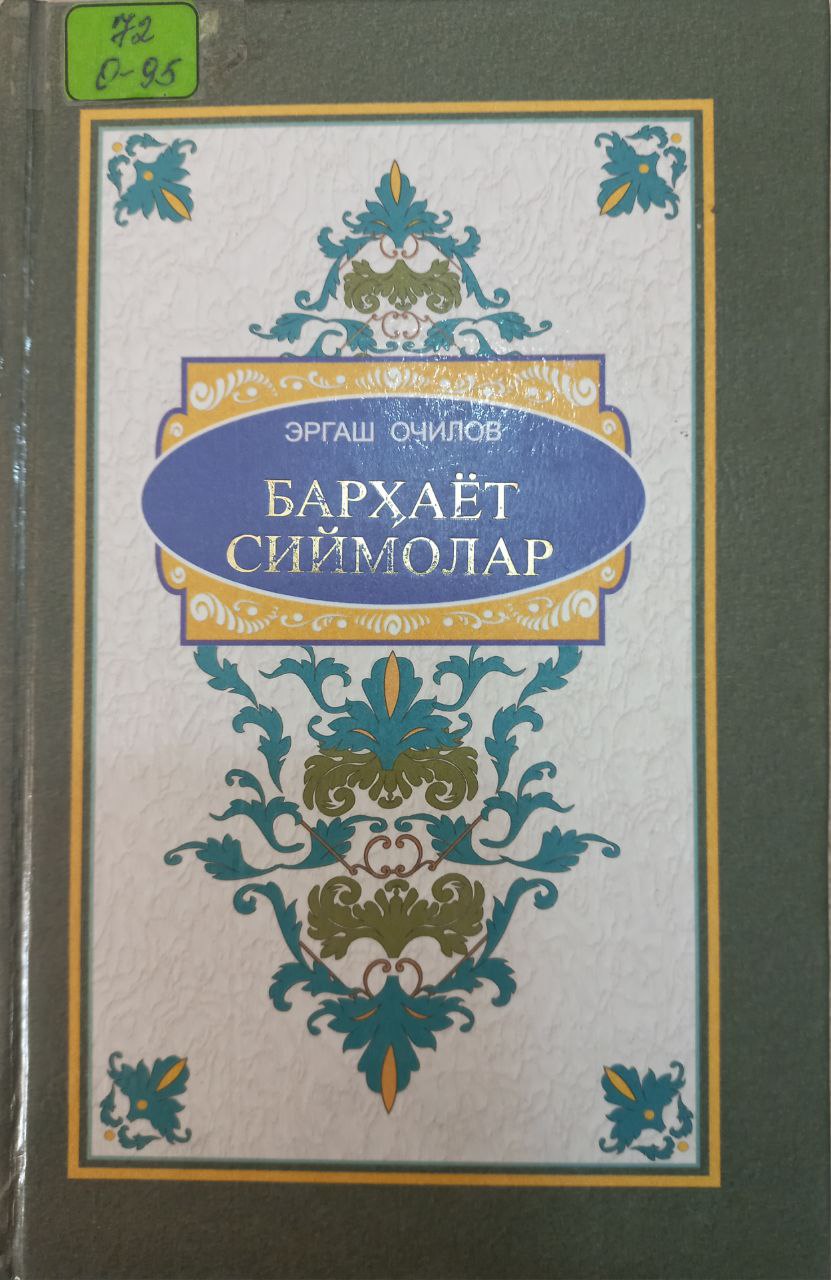 72
О-95
ЭРГАШ ОЧИЛОВ
БАРҲАЁТ
СИЙМОЛАР